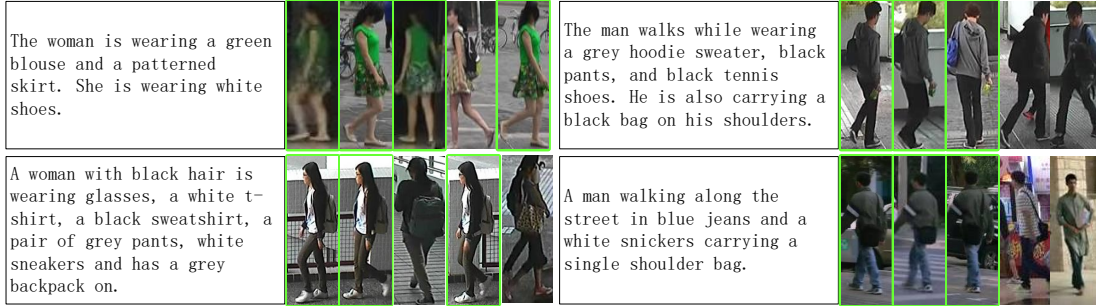 The woman is wearing a green
blouse and a patterned
skirt. She is wearing white
shoes.
The man walks while wearing
a grey hoodie sweater, black
pants, and black tennis
shoes. He is also carrying a
black bag on his shoulders.
A woman with black hair is
wearing glasses, a white t-
shirt, a black sweatshirt, a
pair of grey pants, white
sneakers and has a grey
backpack on.
A man walking along the
street in blue jeans and a
white snickers carrying a
single shoulder bag.